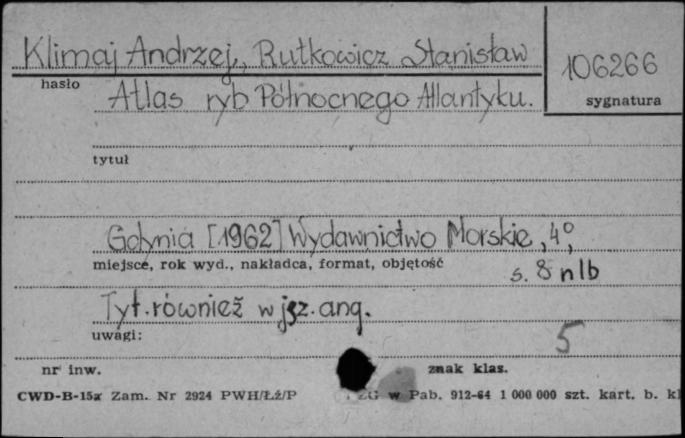 Klimaj Andrzej, Rutkowicz Stanisław
106266
hasło
sygnatura
Atlas ryb Północnego Atlantyku.
tytuł
Gdynia [1962] Wydawnictwo Morskie, 4°,
miejsce, rok wyd., nakładca, format, objętość
s. 8 nlb
Tyt. również w jęz. ang.
uwagi:
5
nr inw.
znak klas.
CWD-B-15a Zam. Nr 2924 PWH/Łź/P
w Pab. 912-64 1 000 000 szt. kart. b. kl